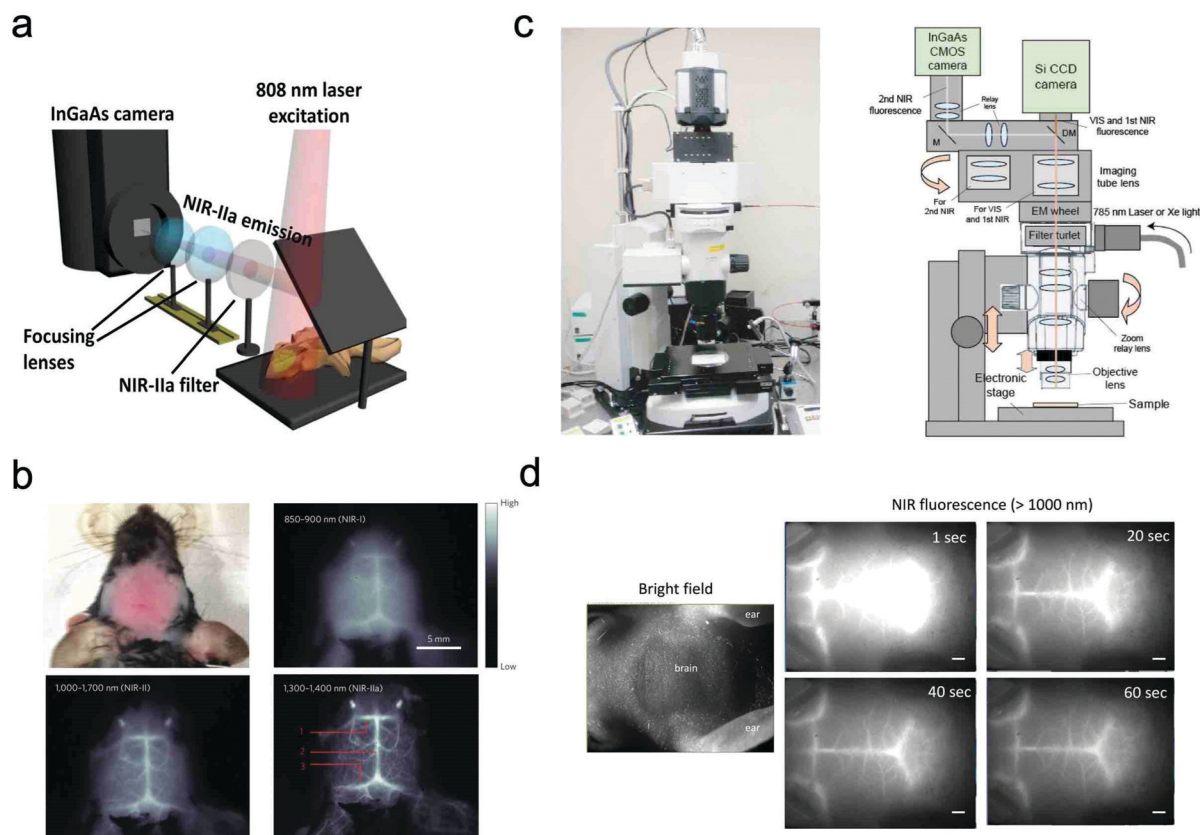 a
808 nm laser
excitation
InGaAs camera
NIR-IIa emission
Focusing
lenses
NIR-IIa filter
c
InGaAs
CMOS
camera
Si CCD
camera
2nd NIR
fluorescence
Relay
lens
VIS and 1st NIR
fluorescence
M
DM
Imaging
tube lens
For
2nd NIR
For VIS
and 1st NIR
EM wheel
785 nm Laser or Xe light
Filter turlet
Zoom
relay lens
Electronic
stage
Objective
lens
Sample
b
850–900 nm (NIR-I)
5 mm
High
Low
1,000–1,700 nm (NIR-II)
1,300–1,400 nm (NIR-IIa)
1
2
3
d
NIR fluorescence (> 1000 nm)
Bright field
ear
brain
ear
1 sec
20 sec
40 sec
60 sec